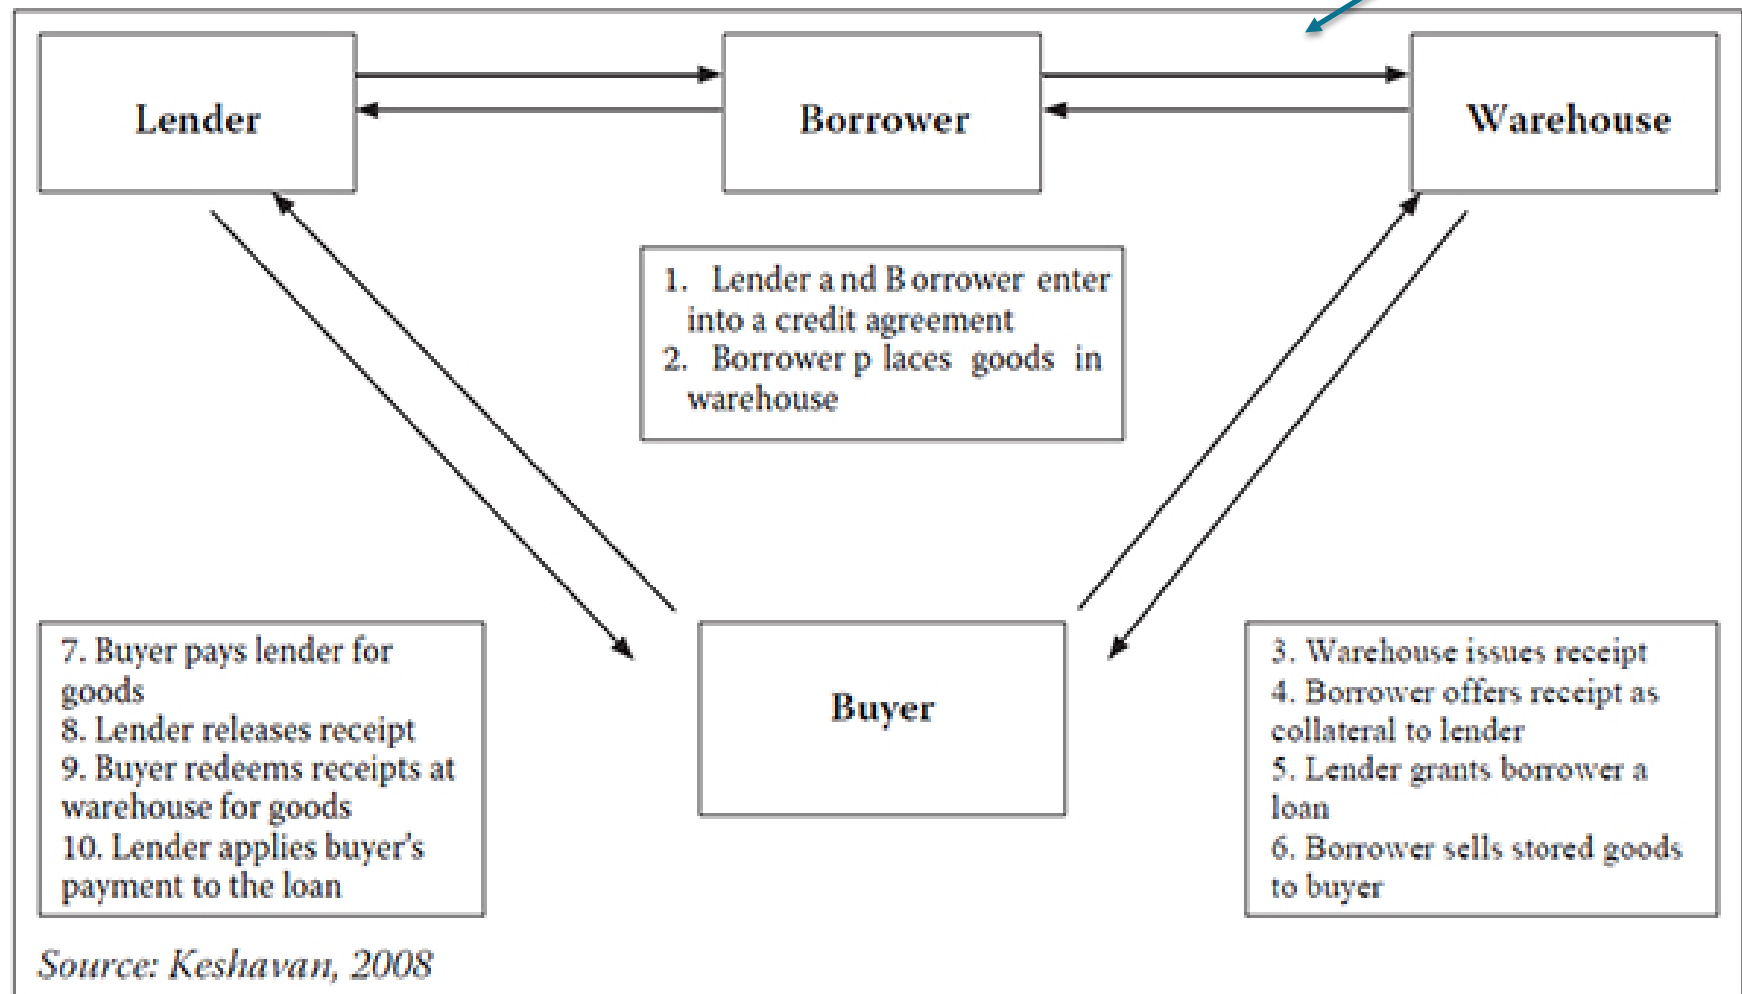 Lender
Borrower
Warehouse
1. Lender and Borrower enter
into a credit agreement
2. Borrower places goods in
warehouse
7. Buyer pays lender for
goods
8. Lender releases receipt
9. Buyer redeems receipts at
warehouse for goods
10. Lender applies buyer's
payment to the loan
Buyer
3. Warehouse issues receipt
4. Borrower offers receipt as
collateral to lender
5. Lender grants borrower a
loan
6. Borrower sells stored goods
to buyer
Source: Keshavan, 2008